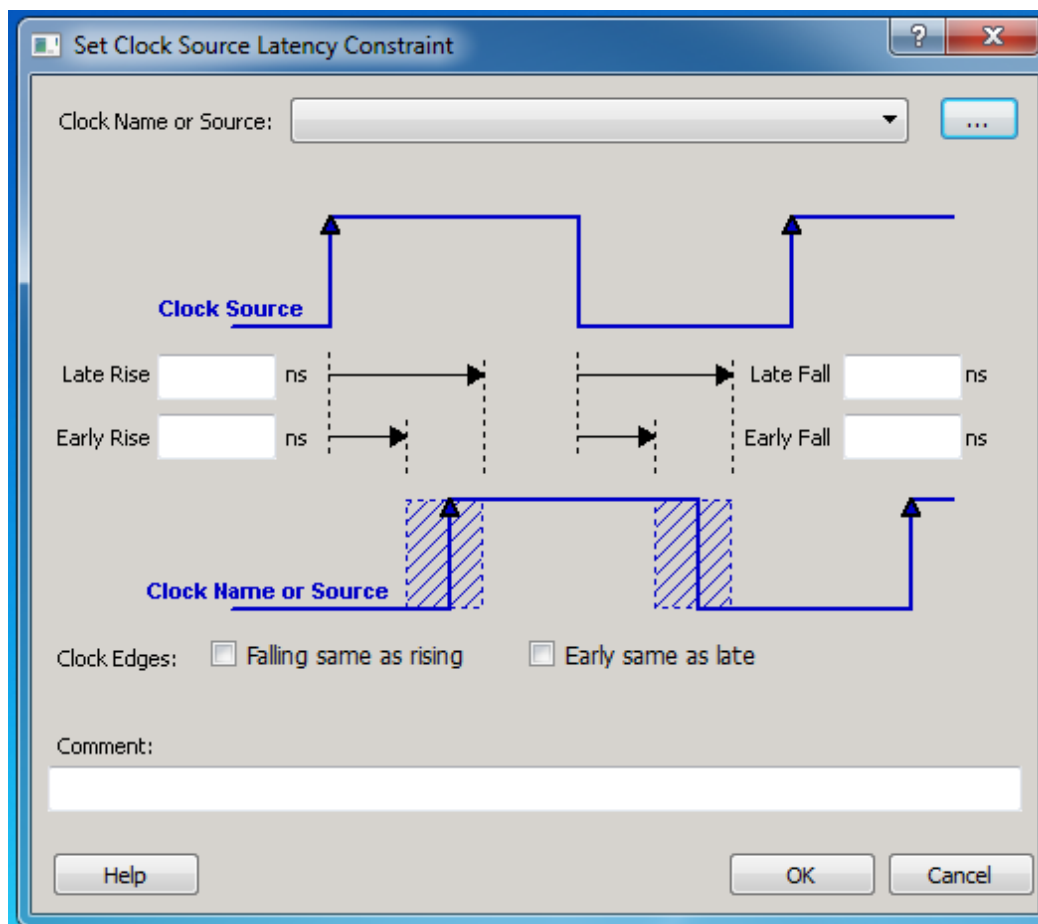 Set Clock Source Latency Constraint
?
X
Clock Name or Source:
...
Clock Source
Late Rise ns Late Fall ns
Early Rise ns Early Fall ns
Clock Name or Source
Clock Edges: Falling same as rising Early same as late
Comment:
Help OK Cancel